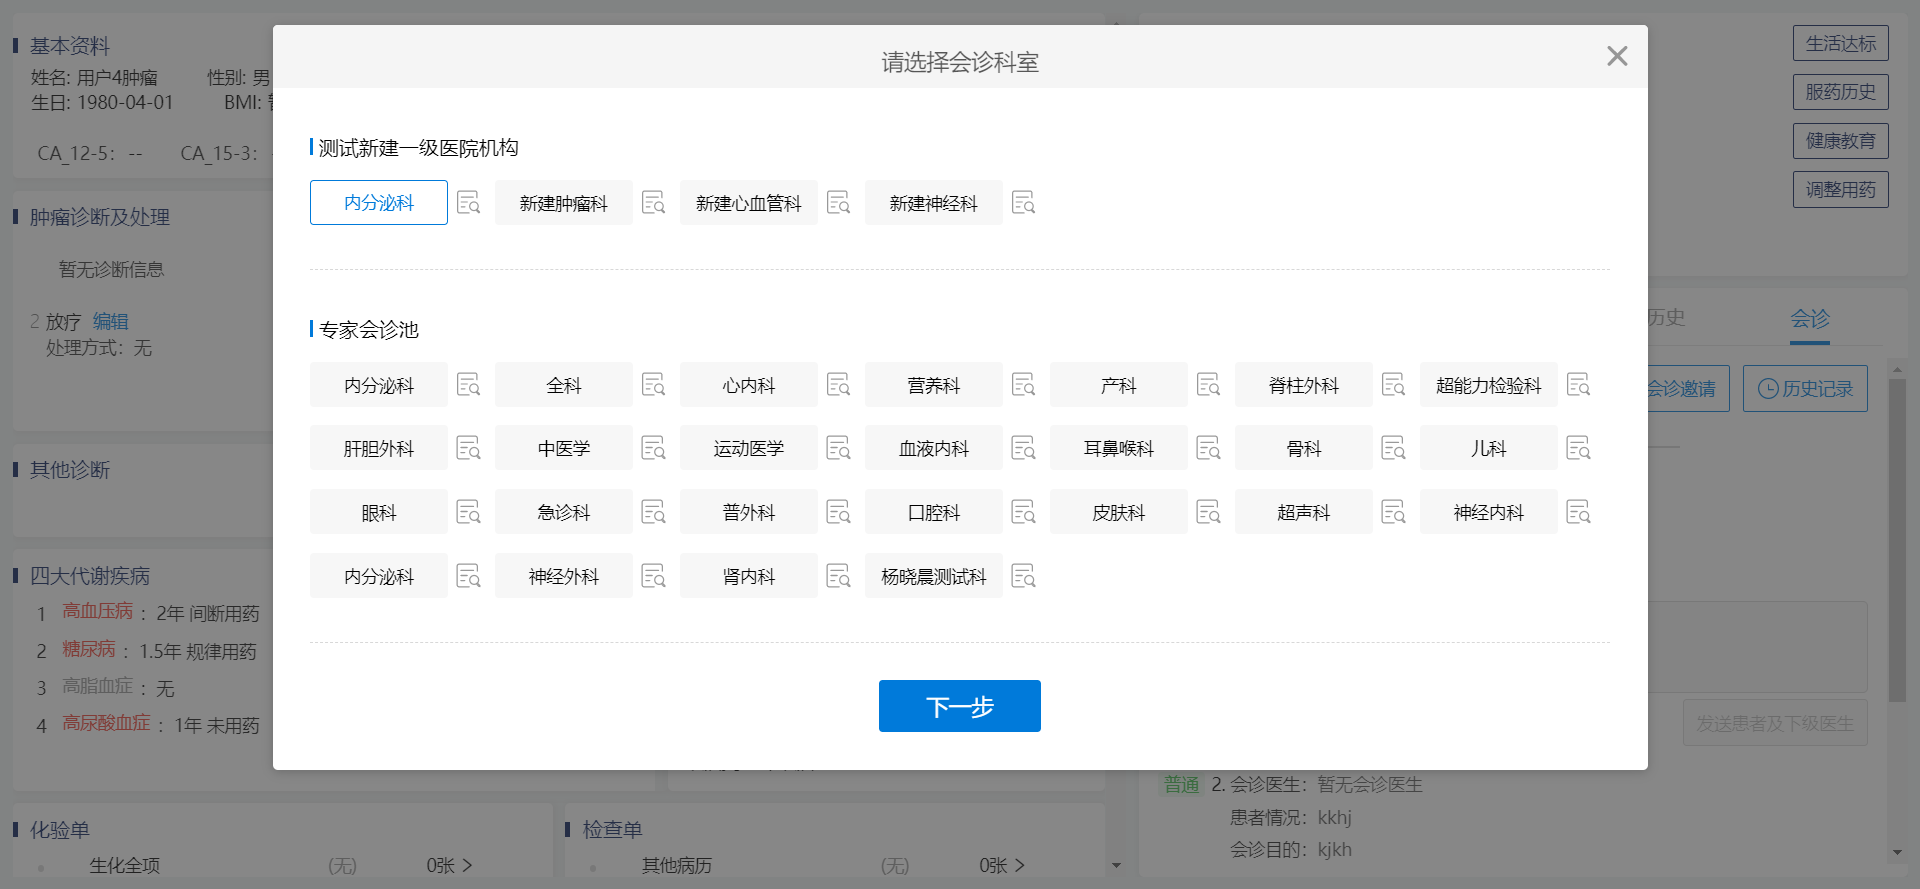 基本资料
姓名: 用户4肿瘤 性别: 男
生日: 1980-04-01 BMI:
CA_12-5: -- CA_15-3:
肿瘤诊断及处理
暂无诊断信息
2 放疗 编辑
处理方式: 无
其他诊断
四大代谢疾病
1 高血压病 : 2年 间断用药
2 糖尿病 : 1.5年 规律用药
3 高脂血症 : 无
4 高尿酸血症 : 1年 未用药
化验单
生化全项 (无) 0张 >
检查单
其他病历 (无) 0张 >
请选择会诊科室
测试新建一级医院机构
内分泌科 新建肿瘤科 新建心血管科 新建神经科
专家会诊池
内分泌科 全科 心内科 营养科 产科 脊柱外科 超能力检验科
肝胆外科 中医学 运动医学 血液内科 耳鼻喉科 骨科 儿科
眼科 急诊科 普外科 口腔科 皮肤科 超声科 神经内科
内分泌科 神经外科 肾内科 杨晓晨测试科
下一步
生活达标
服药历史
健康教育
调整用药
历史 会诊
会诊邀请 历史记录
发送患者及下级医生
普通 2. 会诊医生: 暂无会诊医生
患者情况: kkhj
会诊目的: kjkh